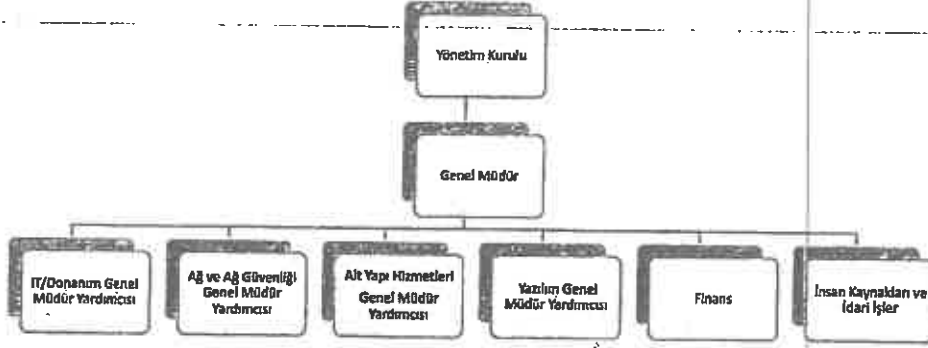 Yönetim Kurulu
Genel Müdür
IT/Donanım Genel
Müdür Yardımcısı
Ağ ve Ağ Güvenliği
Genel Müdür
Yardımcısı
Alt Yapı Hizmetleri
Genel Müdür
Yardımcısı
Yazılım Genel
Müdür Yardımcısı
Finans
İnsan Kaynakları ve
İdari İşler